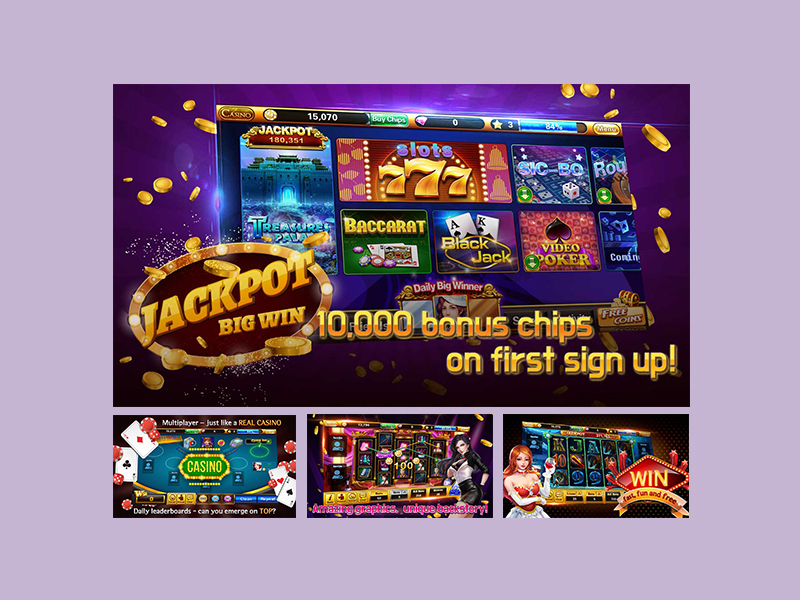 CASINO
15,070
Buy Chips
0
3
84%
Menu
JACKPOT
180,351
slots
777
SIC-BO
Rou
TREASURE
PALA
BACCARAT
A K
Black
Jack
VIDEO
POKER
Comin
JACKPOT
BIG WIN
Daily Big Winner
FREE
COINS
10,000 bonus chips
on first sign up!
Multiplayer – just like a REAL CASINO
CASINO
Daily leaderboards – can you emerge on TOP?
100
Amazing graphics, unique backstory!
WIN
fast, fun and free